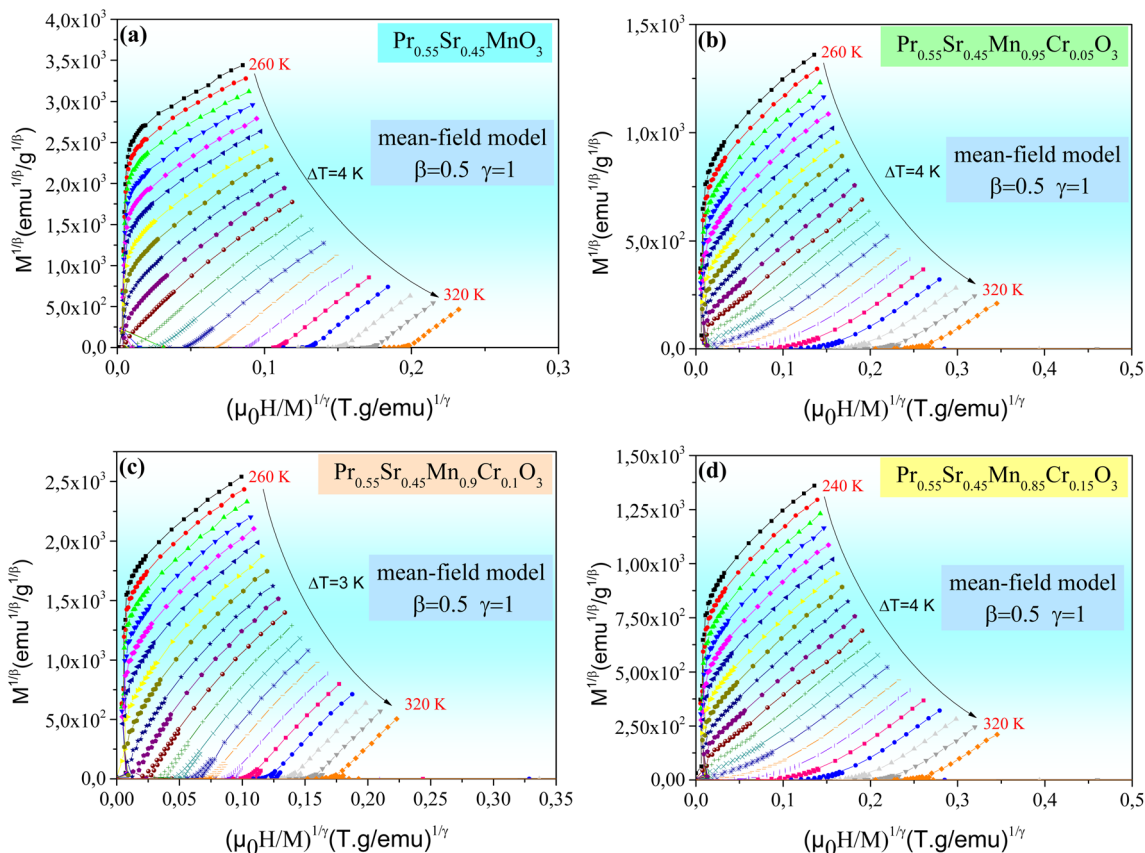 (a)
Pr0.55Sr0.45MnO3
4,0x10³
3,5x10³
3,0x10³
2,5x10³
2,0x10³
1,5x10³
1,0x10³
5,0x10²
0,0
M1/β(emu1/β/g1/β)
260 K
mean-field model
β=0.5 γ=1
ΔT=4 K
320 K
0,0
0,1
0,2
0,3
(μ0H/M)1/γ(T.g/emu)1/γ
(b)
Pr0.55Sr0.45Mn0.95Cr0.05O3
1,5x10³
1,0x10³
5,0x10²
0,0
M1/β(emu1/β/g1/β)
260 K
mean-field model
β=0.5 γ=1
ΔT=4 K
320 K
0,0
0,1
0,2
0,3
0,4
0,5
(μ0H/M)1/γ(T.g/emu)1/γ
(c)
Pr0.55Sr0.45Mn0.9Cr0.1O3
2,5x10³
2,0x10³
1,5x10³
1,0x10³
5,0x10²
0,0
M1/β(emu1/β/g1/β)
260 K
mean-field model
β=0.5 γ=1
ΔT=3 K
320 K
0,00
0,05
0,10
0,15
0,20
0,25
0,30
0,35
(μ0H/M)1/γ(T.g/emu)1/γ
(d)
Pr0.55Sr0.45Mn0.85Cr0.15O3
1,50x10³
1,25x10³
1,00x10³
7,50x10²
5,00x10²
2,50x10²
0,00
M1/β(emu1/β/g1/β)
240 K
mean-field model
β=0.5 γ=1
ΔT=4 K
320 K
0,0
0,1
0,2
0,3
0,4
0,5
(μ0H/M)1/γ(T.g/emu)1/γ